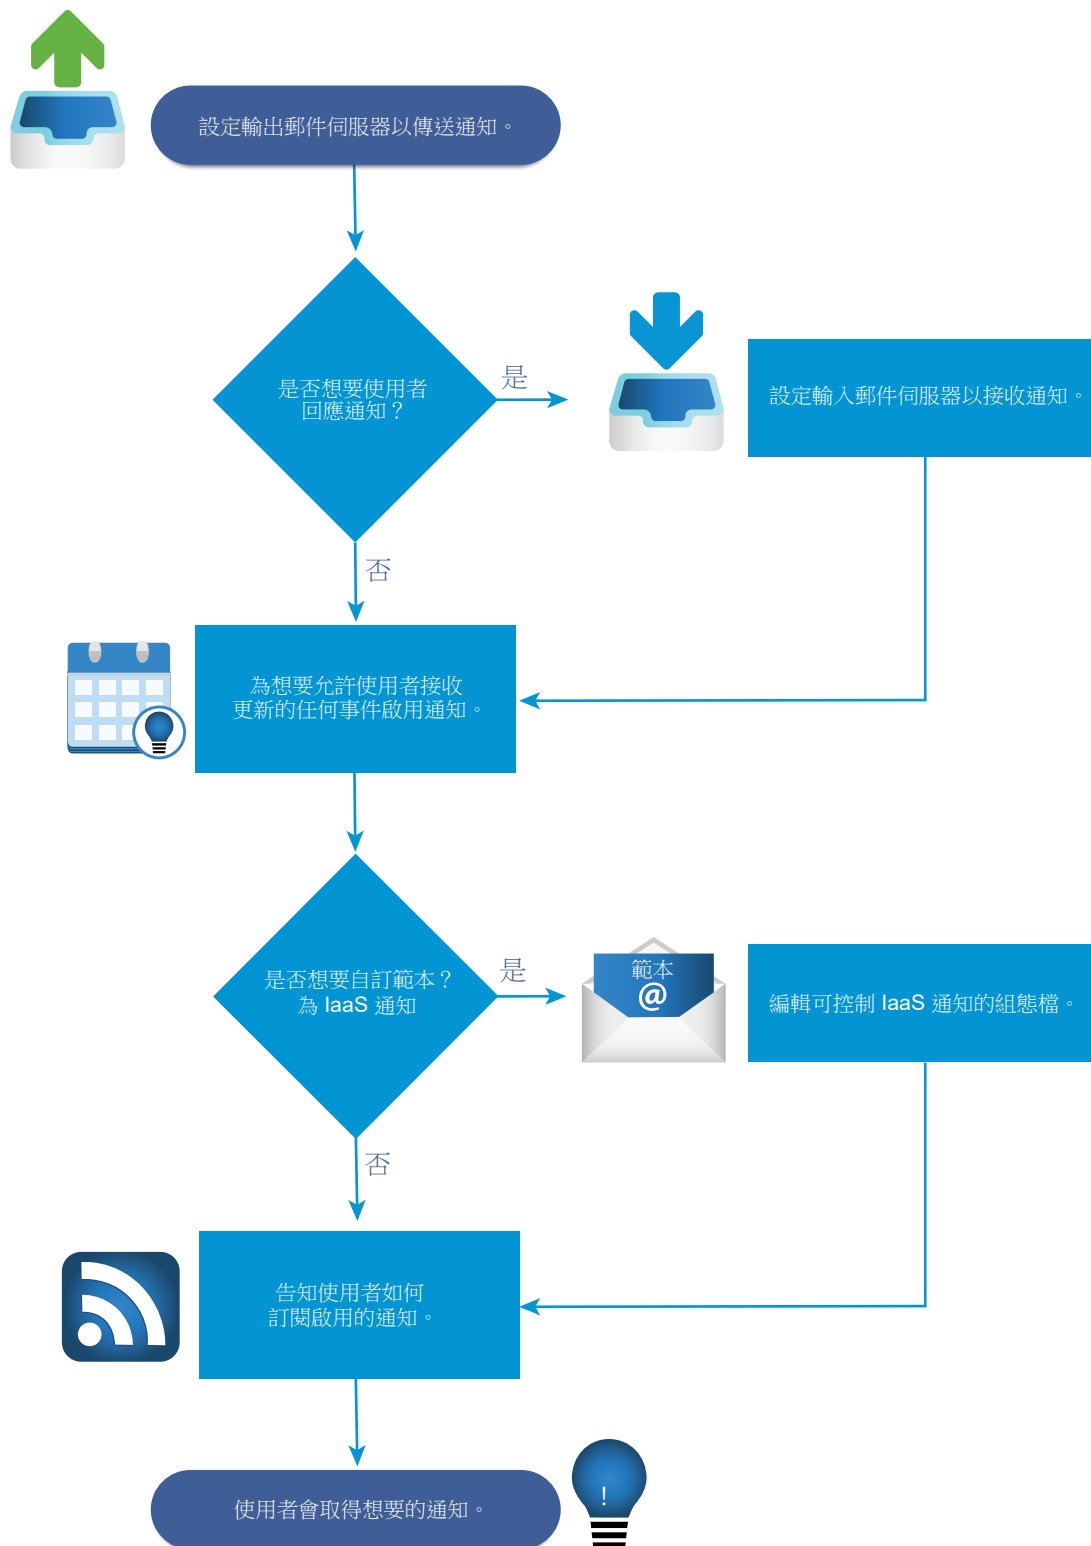 設定輸出郵件伺服器以傳送通知。
是否想要使用者
回應通知？
是
設定輸入郵件伺服器以接收通知。
否
為想要允許使用者接收
更新的任何事件啟用通知。
是否想要自訂範本？
為 IaaS 通知
是
範本
@
編輯可控制 IaaS 通知的組態檔。
否
告知使用者如何
訂閱啟用的通知。
使用者會取得想要的通知。
!